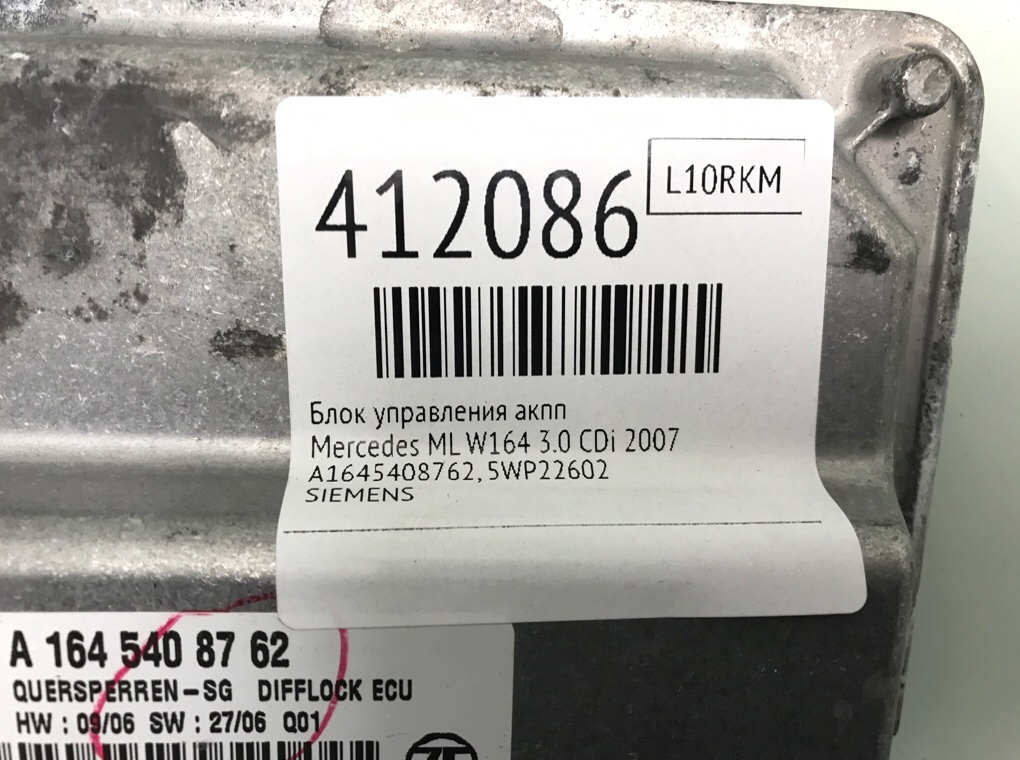 412086
L10RKM
Блок управления акпп
Mercedes ML W164 3.0 CDi 2007
A1645408762, 5WP22602
SIEMENS
A 164 540 87 62
QUERSPERREN-SG DIFFLOCK ECU
HW : 09/06 SW : 27/06 Q01